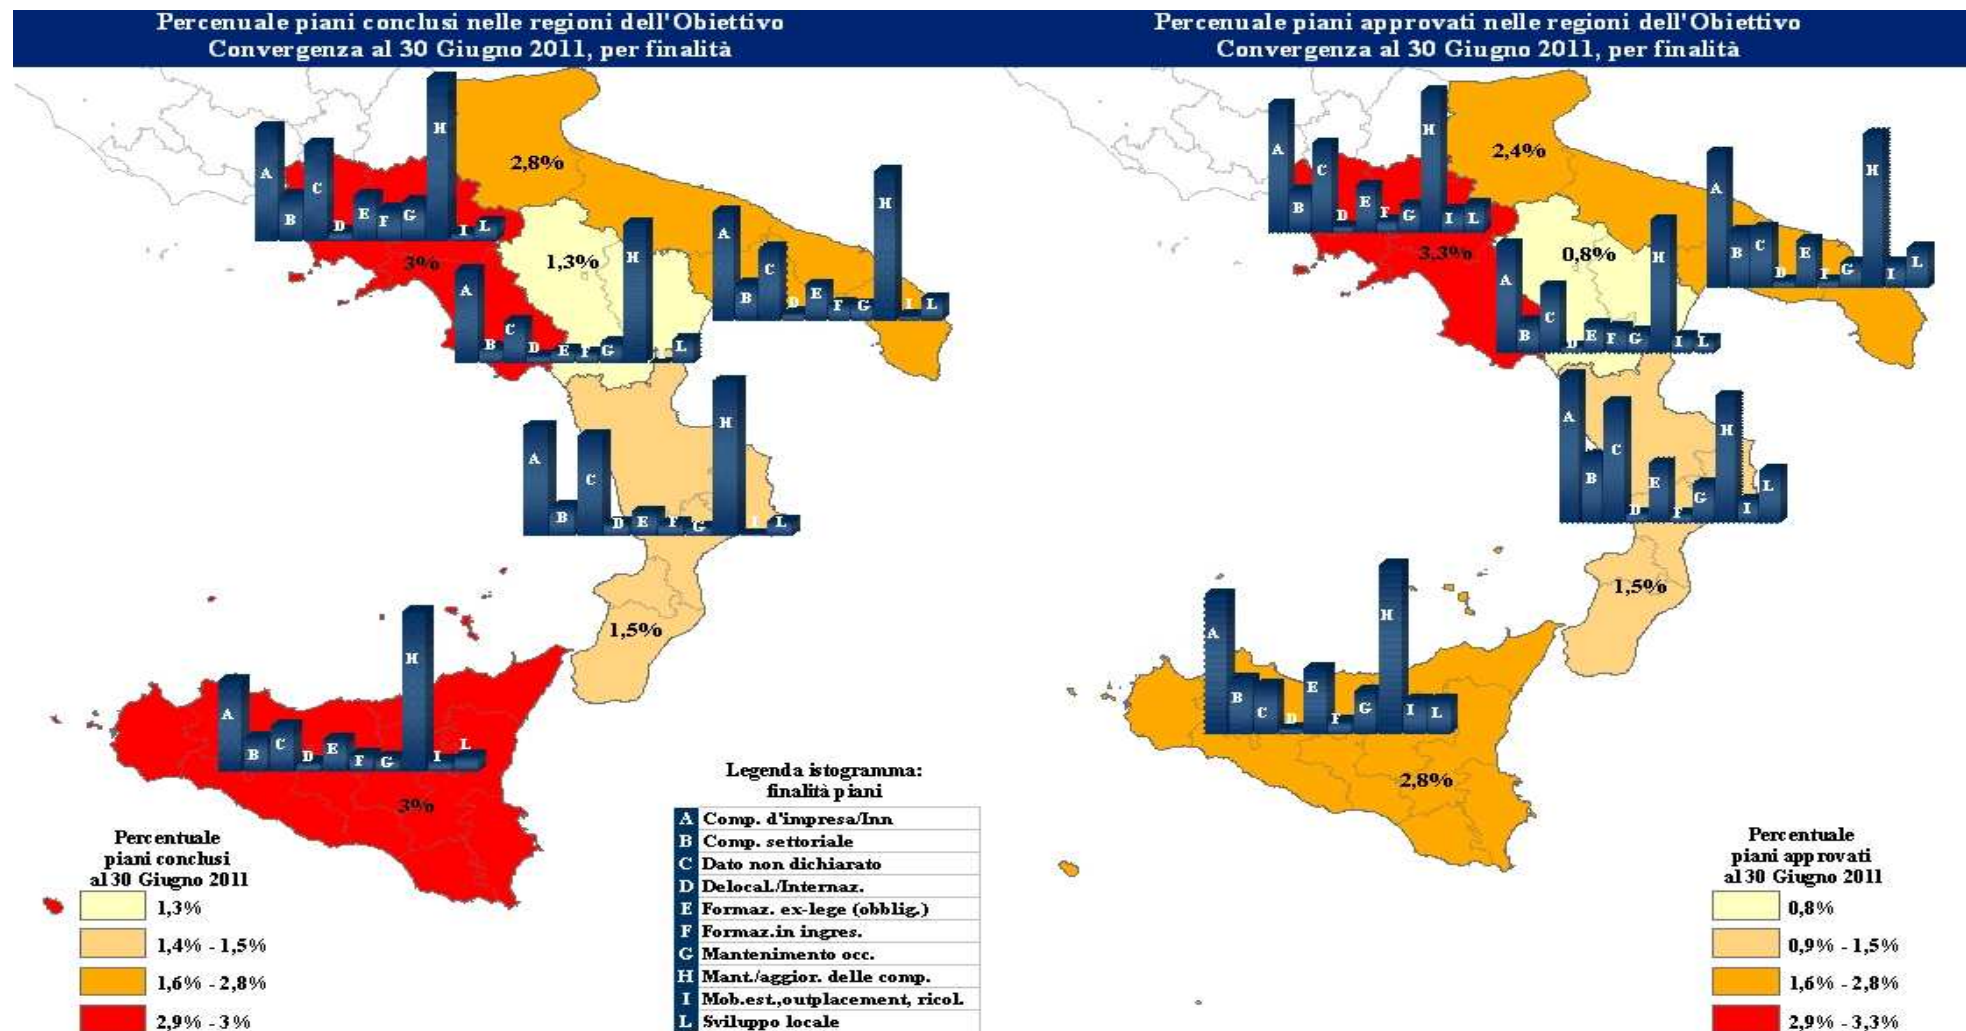 Percenuale piani conclusi nelle regioni dell'Obiettivo
Convergenza al 30 Giugno 2011, per finalità
H
A
B
C
D
E
F
G
I
L
2,8%
3%
1,3%
H
A
B
C
D
E
F
G
I
L
H
A
B
C
D
E
F
G
L
H
A
B
C
D
E
F
G
I
L
1,5%
H
A
B
C
D
E
F
G
I
L
3%
Percentuale
piani conclusi
al 30 Giugno 2011
1,3%
1,4% - 1,5%
1,6% - 2,8%
2,9% - 3%
Legenda istogramma:
finalità piani
A Comp. d'impresa/Inn
B Comp. settoriale
C Dato non dichiarato
D Delocal./Internaz.
E Formaz. ex-lege (obblig.)
F Formaz.in ingres.
G Mantenimento occ.
H Mant./aggior. delle comp.
I Mob.est.,outplacement, ricol.
L Sviluppo locale
Percenuale piani approvati nelle regioni dell'Obiettivo
Convergenza al 30 Giugno 2011, per finalità
A
B
C
D
E
F
G
H
I
L
2,4%
3,3%
0,8%
A
B
C
D
E
F
G
H
I
L
A
B
C
D
E
F
G
H
I
L
A
B
C
D
E
F
G
H
I
L
1,5%
A
B
C
D
E
F
G
H
I
L
2,8%
Percentuale
piani approvati
al 30 Giugno 2011
0,8%
0,9% - 1,5%
1,6% - 2,8%
2,9% - 3,3%